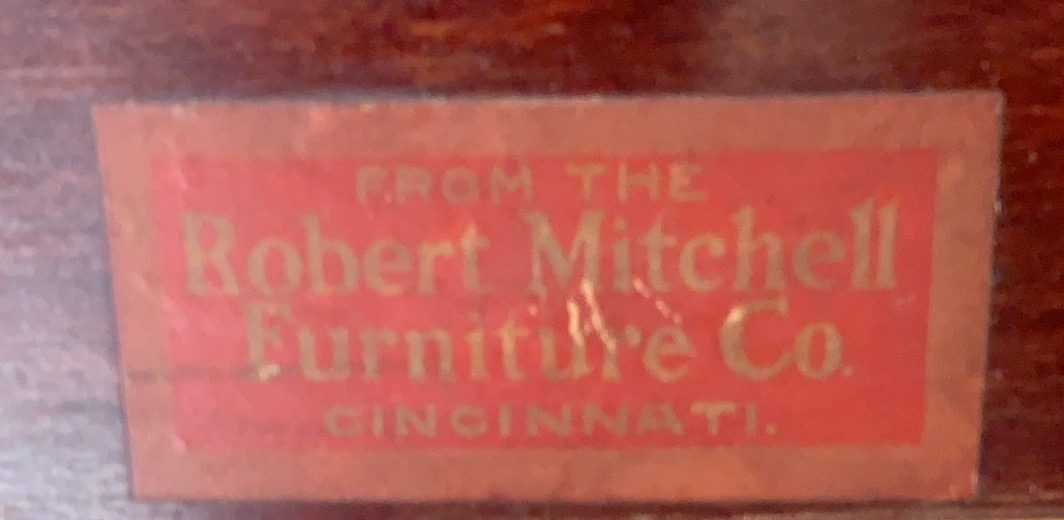 FROM THE
Robert Mitchell
Furniture Co.
CINCINNATI.